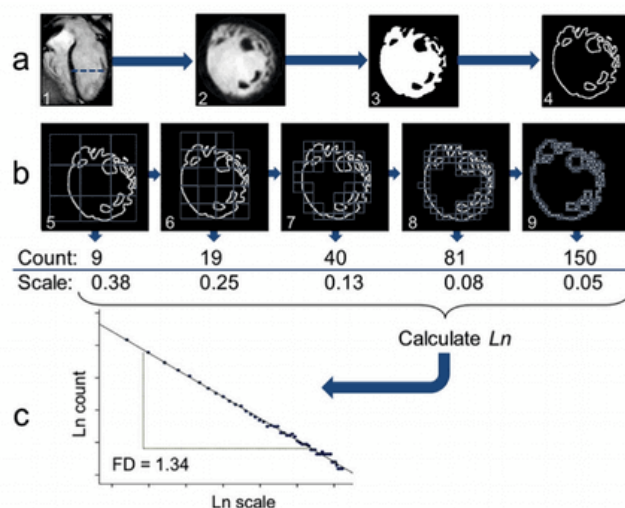 a
1
2
3
4
b
5
6
7
8
9
Count: 9 19 40 81 150
Scale: 0.38 0.25 0.13 0.08 0.05
Calculate Ln
c
Ln count
FD = 1.34
Ln scale